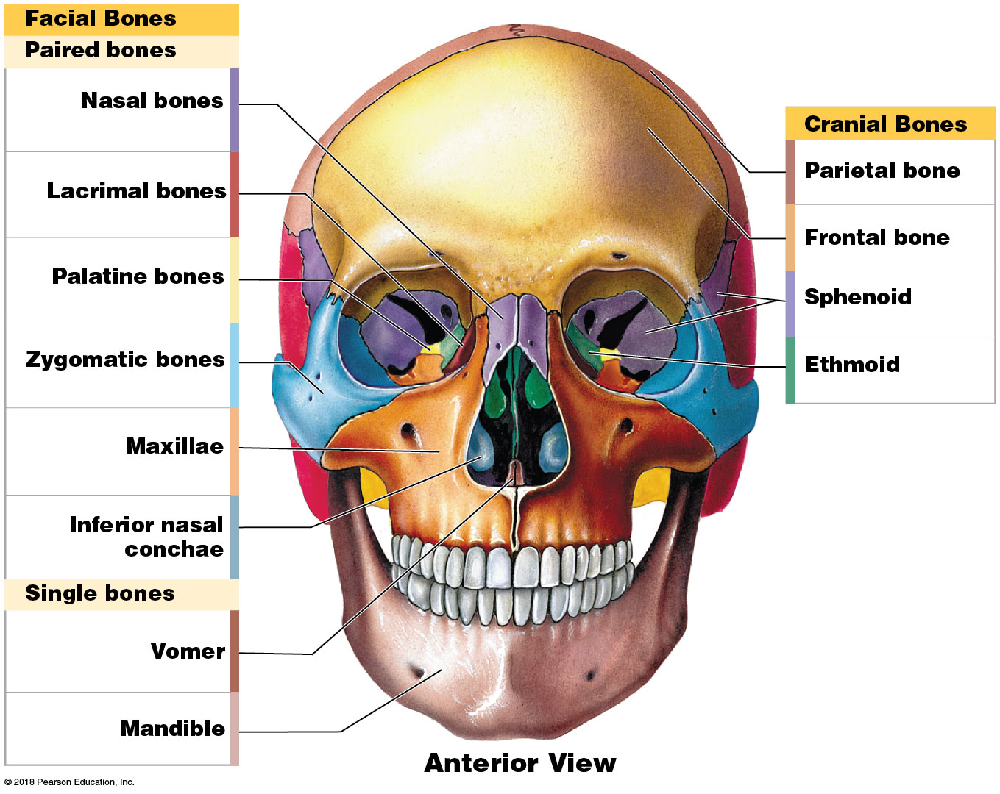 Facial Bones
Paired bones
Nasal bones
Lacrimal bones
Palatine bones
Zygomatic bones
Maxillae
Inferior nasal
conchae
Single bones
Vomer
Mandible
Cranial Bones
Parietal bone
Frontal bone
Sphenoid
Ethmoid
Anterior View
© 2018 Pearson Education, Inc.